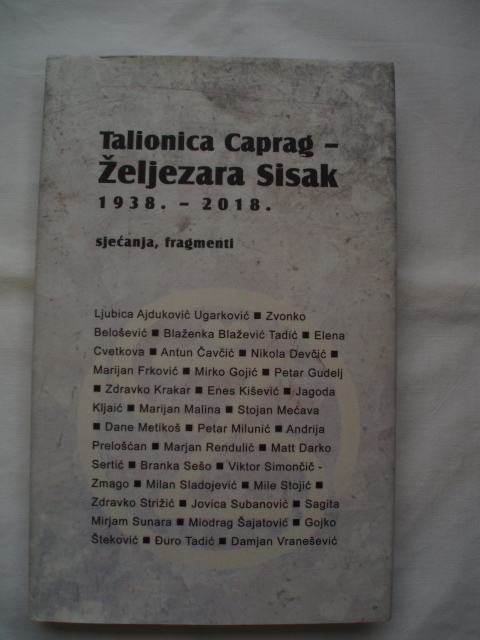 Talionica Caprag –
Željezara Sisak
1938. – 2018.
sjećanja, fragmenti
Ljubica Ajduković Ugarković ■ Zvonko
Belošević ■ Blaženka Blažević Tadić ■ Elena
Cvetkova ■ Antun Čavčić ■ Nikola Devčić ■
Marijan Frković ■ Mirko Gojić ■ Petar Gudelj
■ Zdravko Krakar ■ Enes Kišević ■ Jagoda
Kljaić ■ Marijan Malina ■ Stojan Mećava
■ Dane Metikoš ■ Petar Milunić ■ Andrija
Prelošćan ■ Marjan Rendulić ■ Matt Darko
Sertić ■ Branka Sešo ■ Viktor Simončič -
Zmago ■ Milan Sladojević ■ Mile Stojić ■
Zdravko Strižić ■ Jovica Subanović ■ Sagita
Mirjam Sunara ■ Miodrag Šajatović ■ Gojko
Šteković ■ Đuro Tadić ■ Damjan Vranešević